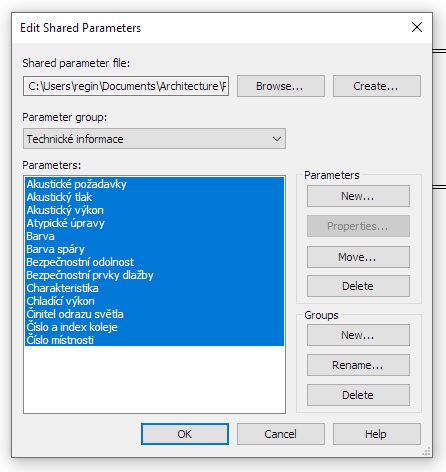 Edit Shared Parameters
Shared parameter file:
C:\Users\regin\Documents\Architecture\F
Browse...
Create...
Parameter group:
Technické informace
Parameters:
Parameters
Akustické požadavky
Akustický tlak
Akustický výkon
Atypické úpravy
Barva
Barva spáry
Bezpečnostní odolnost
Bezpečnostní prvky dlažby
Charakteristika
Chladící výkon
Činitel odrazu světla
Číslo a index koleje
Číslo místnosti
New...
Properties...
Move...
Delete
Groups
New...
Rename...
Delete
OK
Cancel
Help